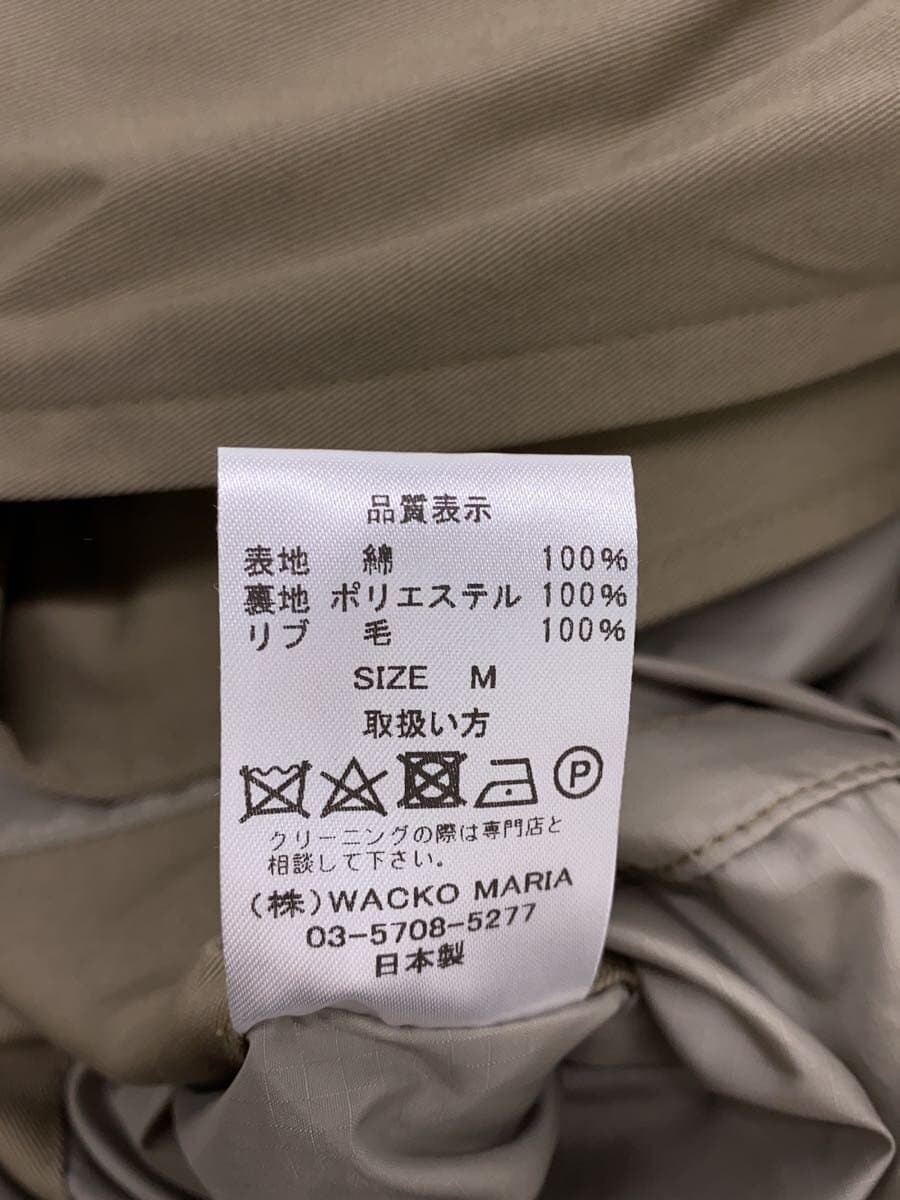 品質表示
表地 綿 100%
裏地 ポリエステル 100%
リブ 毛 100%
SIZE M
取扱い方
P
クリーニングの際は専門店と
相談して下さい。
(株)WACKO MARIA
03-5708-5277
日本製